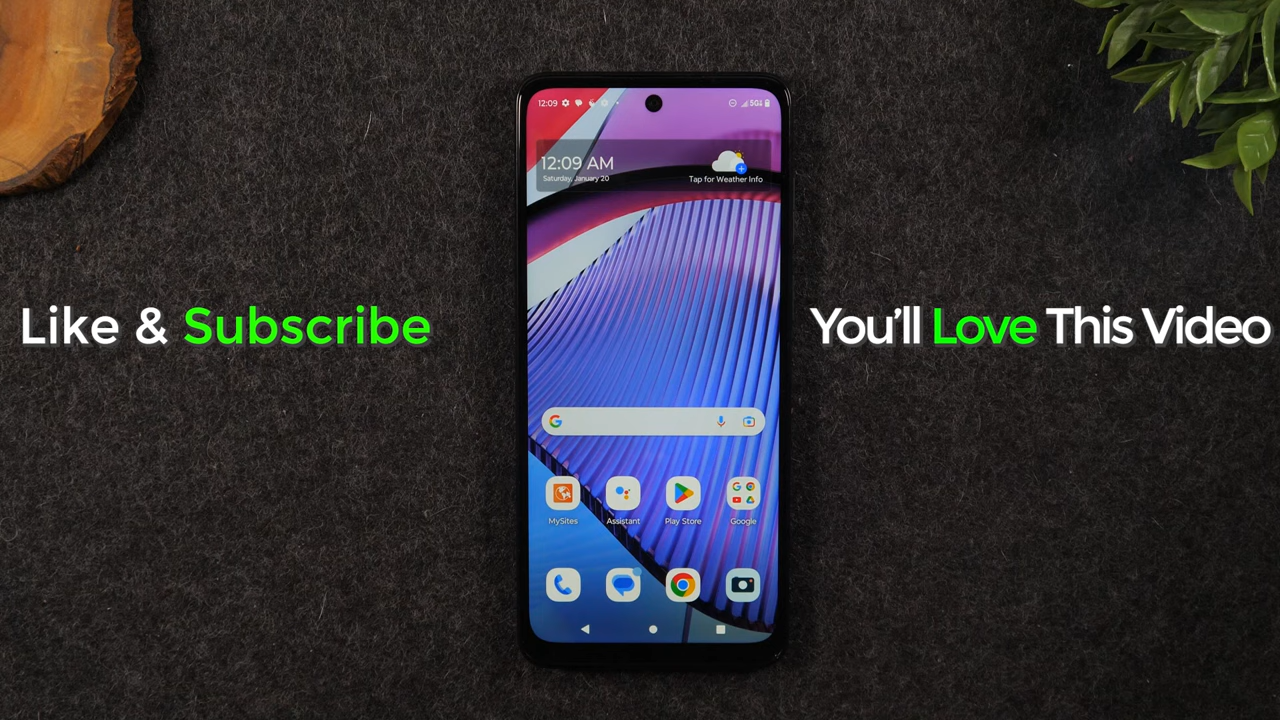 12:09
5G
12:09 AM
Saturday, January 20
Tap for Weather Info
Like & Subscribe
You'll Love This Video
MySites
Assistant
Play Store
Google